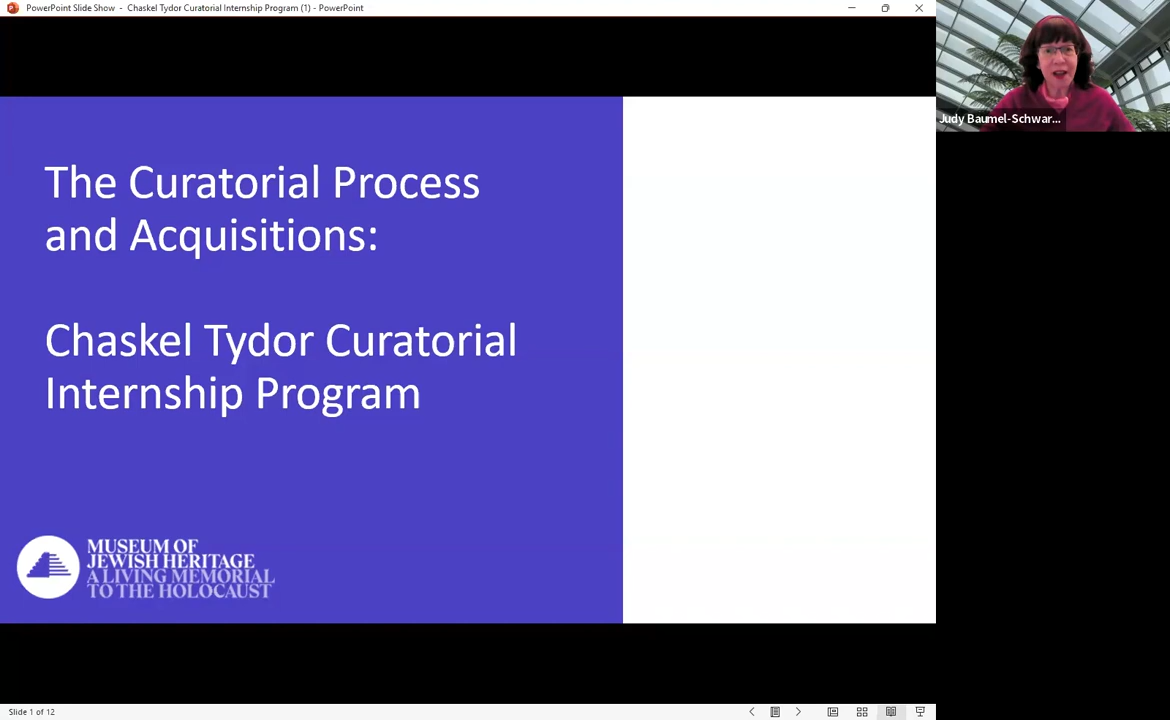 PowerPoint Slide Show - Chaskel Tydor Curatorial Internship Program (1) - PowerPoint
Judy Baumel-Schwar...
The Curatorial Process
and Acquisitions:
Chaskel Tydor Curatorial
Internship Program
MUSEUM OF
JEWISH HERITAGE
A LIVING MEMORIAL
TO THE HOLOCAUST
Slide 1 of 12